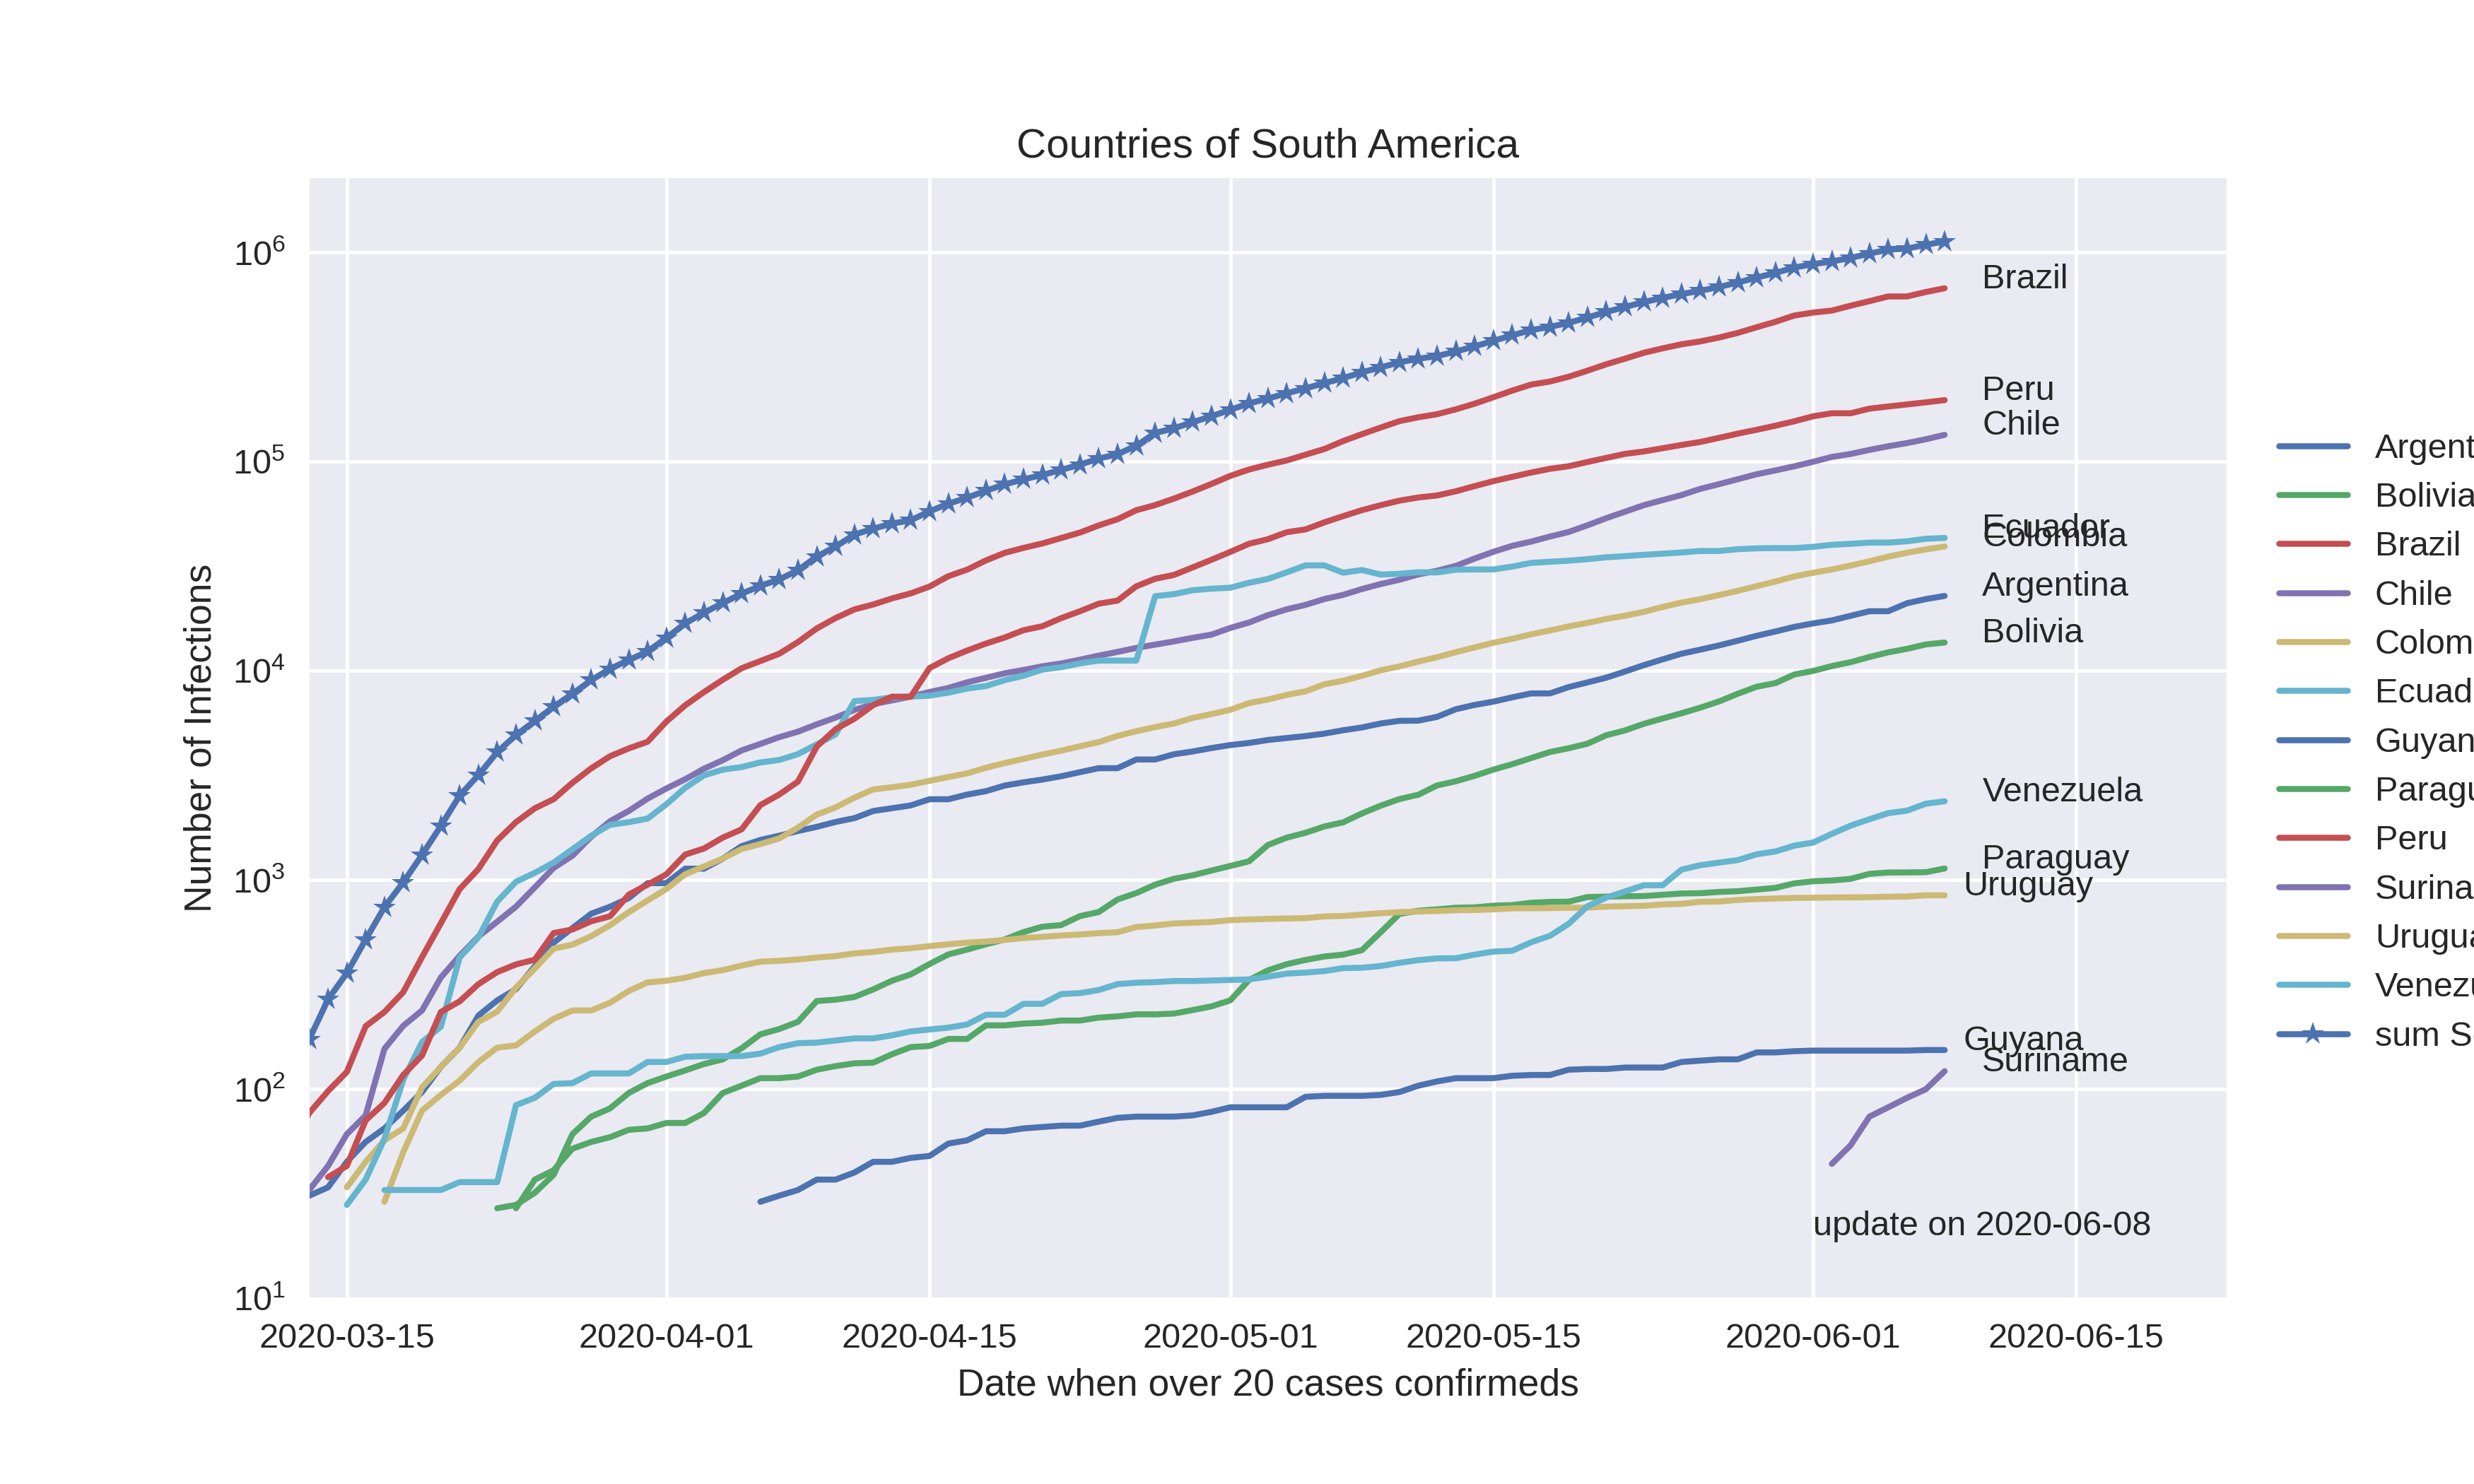 Countries of South America
10^6
10^5
10^4
10^3
10^2
10^1
Number of Infections
Brazil
Peru
Chile
Ecuador
Colombia
Argentina
Bolivia
Venezuela
Paraguay
Uruguay
Guyana
Suriname
update on 2020-06-08
2020-03-15 2020-04-01 2020-04-15 2020-05-01 2020-05-15 2020-06-01 2020-06-15
Date when over 20 cases confirmeds
Argent
Bolivia
Brazil
Chile
Colom
Ecuad
Guyan
Paragu
Peru
Surina
Urugua
Venezu
sum S